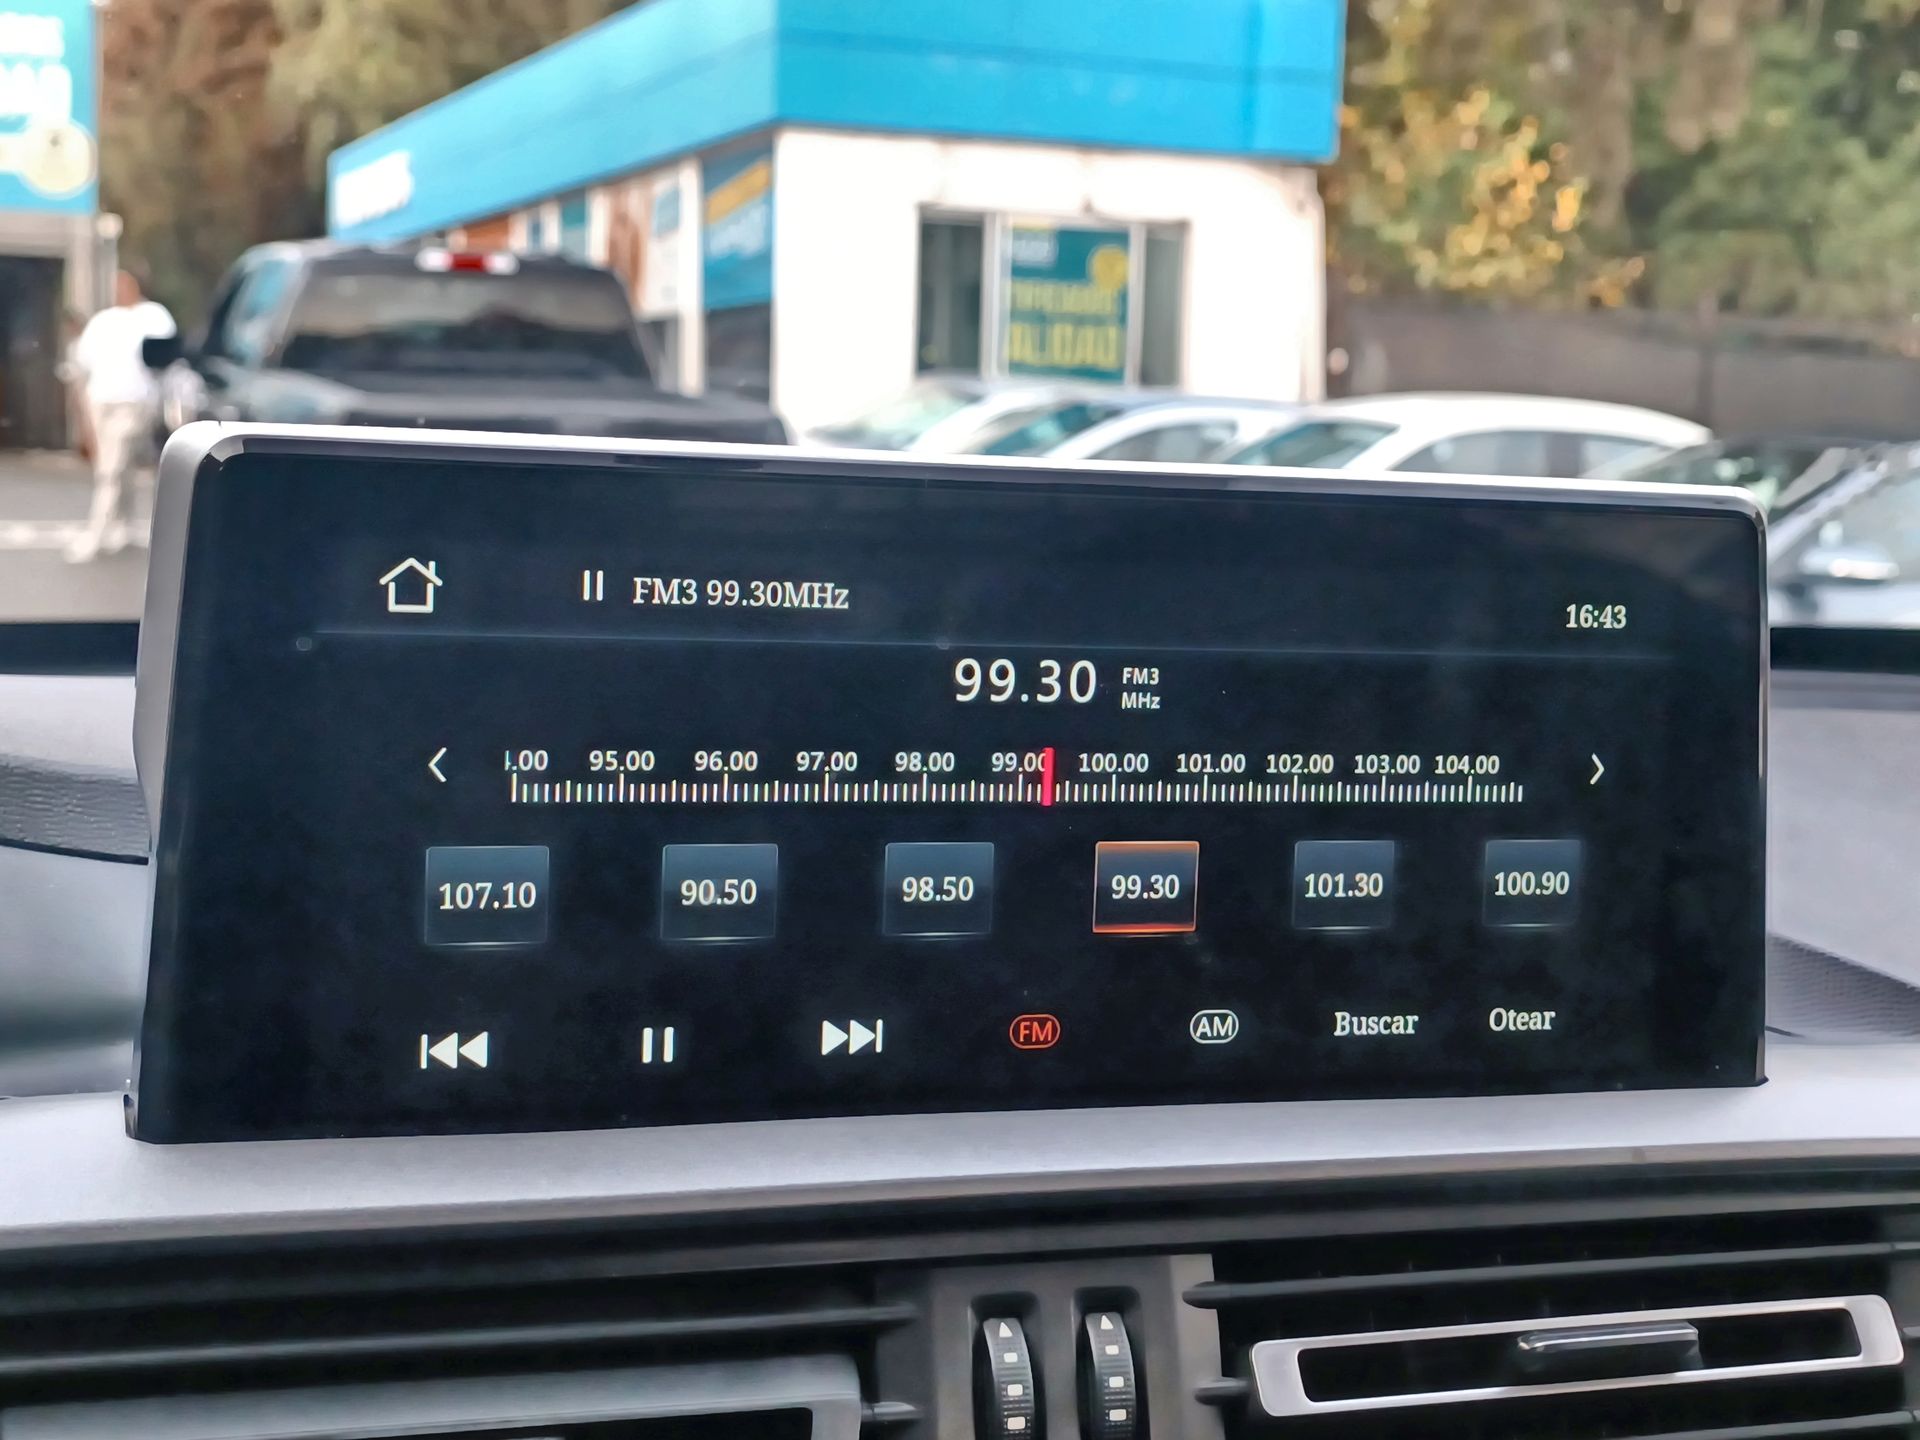 FM3 99.30MHz
16:43
99.30 FM3 MHz
95.00 96.00 97.00 98.00 99.00 100.00 101.00 102.00 103.00 104.00
107.10 90.50 98.50 99.30 101.30 100.90
FM AM Buscar Otear